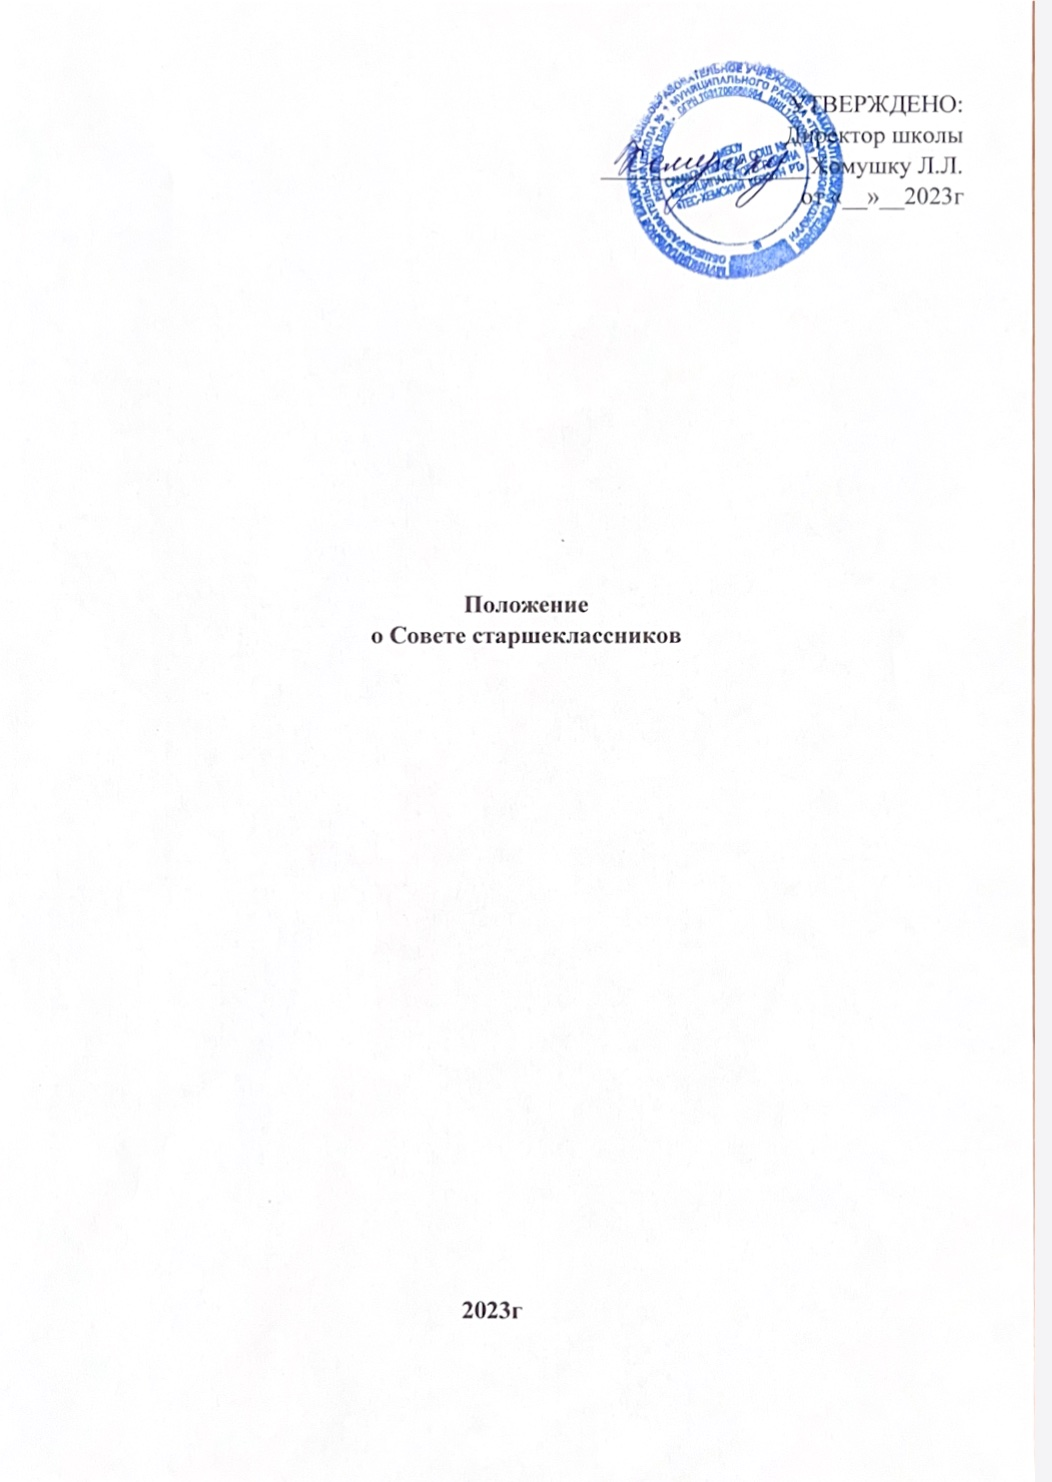 УТВЕРЖДЕНО:
Директор школы
Хомушку Л.Л.
от «__»__2023г
Положение
о Совете старшеклассников
2023г